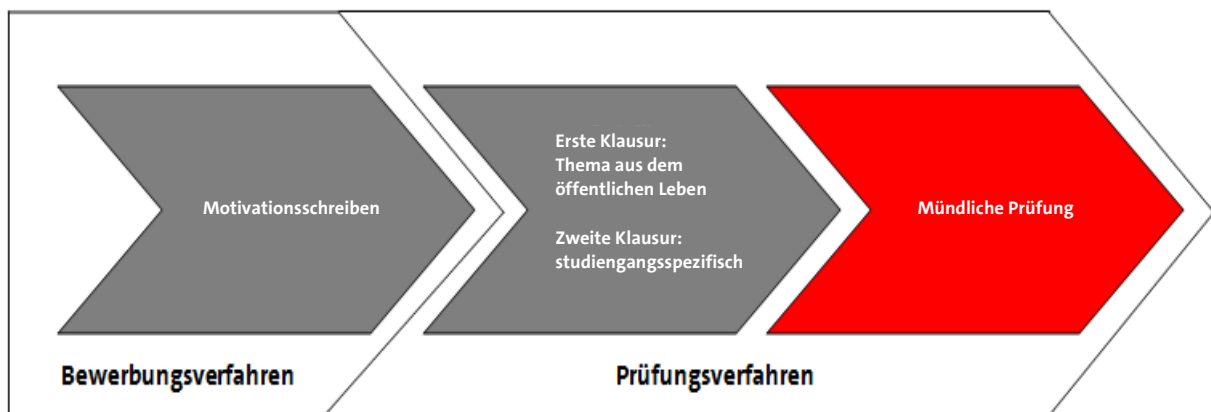 Motivationsschreiben
Erste Klausur:
Thema aus dem
öffentlichen Leben
Zweite Klausur:
studiengangsspezifisch
Mündliche Prüfung
Bewerbungsverfahren
Prüfungsverfahren